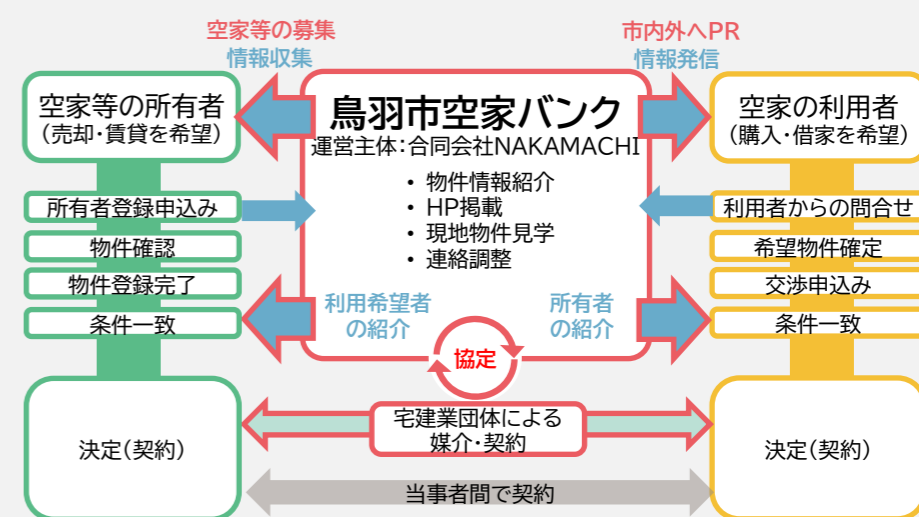 空家等の募集
情報収集
市内外へPR
情報発信
空家等の所有者
(売却・賃貸を希望)
鳥羽市空家バンク
運営主体:合同会社NAKAMACHI
・ 物件情報紹介
・ HP掲載
・ 現地物件見学
・ 連絡調整
空家の利用者
(購入・借家を希望)
所有者登録申込み
物件確認
物件登録完了
条件一致
利用者からの問合せ
希望物件確定
交渉申込み
条件一致
利用希望者
の紹介
所有者
の紹介
協定
決定(契約)
宅建業団体による
媒介・契約
決定(契約)
当事者間で契約